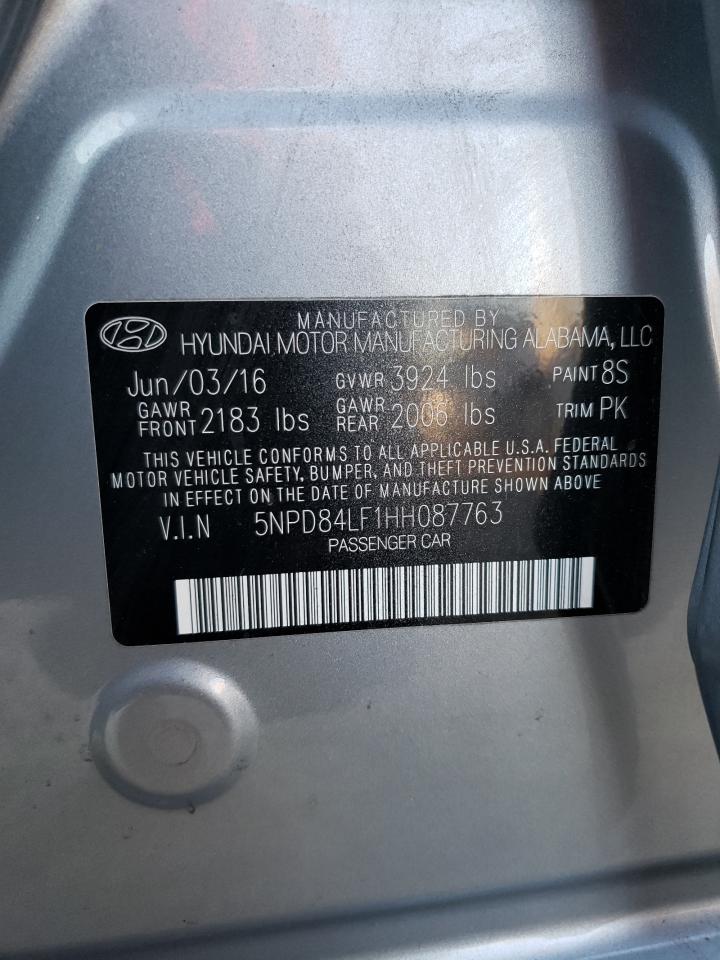 MANUFACTURED BY
HYUNDAI MOTOR MANUFACTURING ALABAMA, LLC
Jun/03/16 GVWR 3924 lbs PAINT 8S
GAWR FRONT 2183 lbs GAWR REAR 2006 lbs TRIM PK
THIS VEHICLE CONFORMS TO ALL APPLICABLE U.S.A. FEDERAL
MOTOR VEHICLE SAFETY, BUMPER, AND THEFT PREVENTION STANDARDS
IN EFFECT ON THE DATE OF MANUFACTURE SHOWN ABOVE.
V.I.N 5NPD84LF1HH087763
PASSENGER CAR